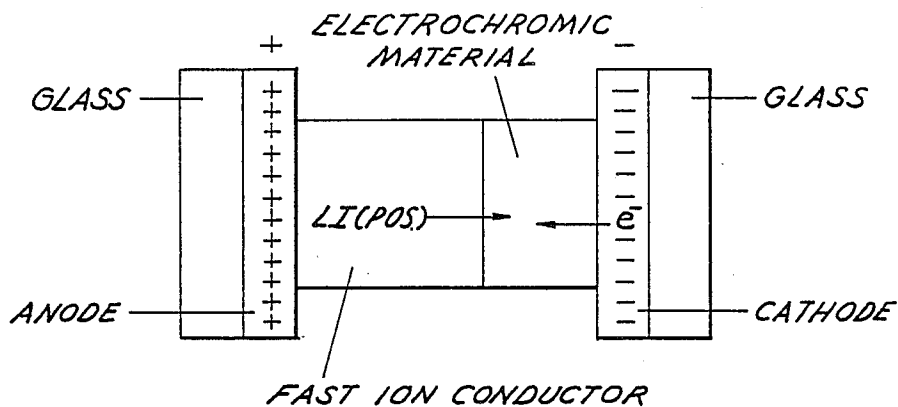 ELECTROCHROMIC
MATERIAL
+
−
GLASS
GLASS
+
+
+
+
+
+
+
+
+
+
+
+
−
−
−
−
−
−
−
−
−
−
−
−
LI(POS.)
e⁻
ANODE
CATHODE
FAST ION CONDUCTOR